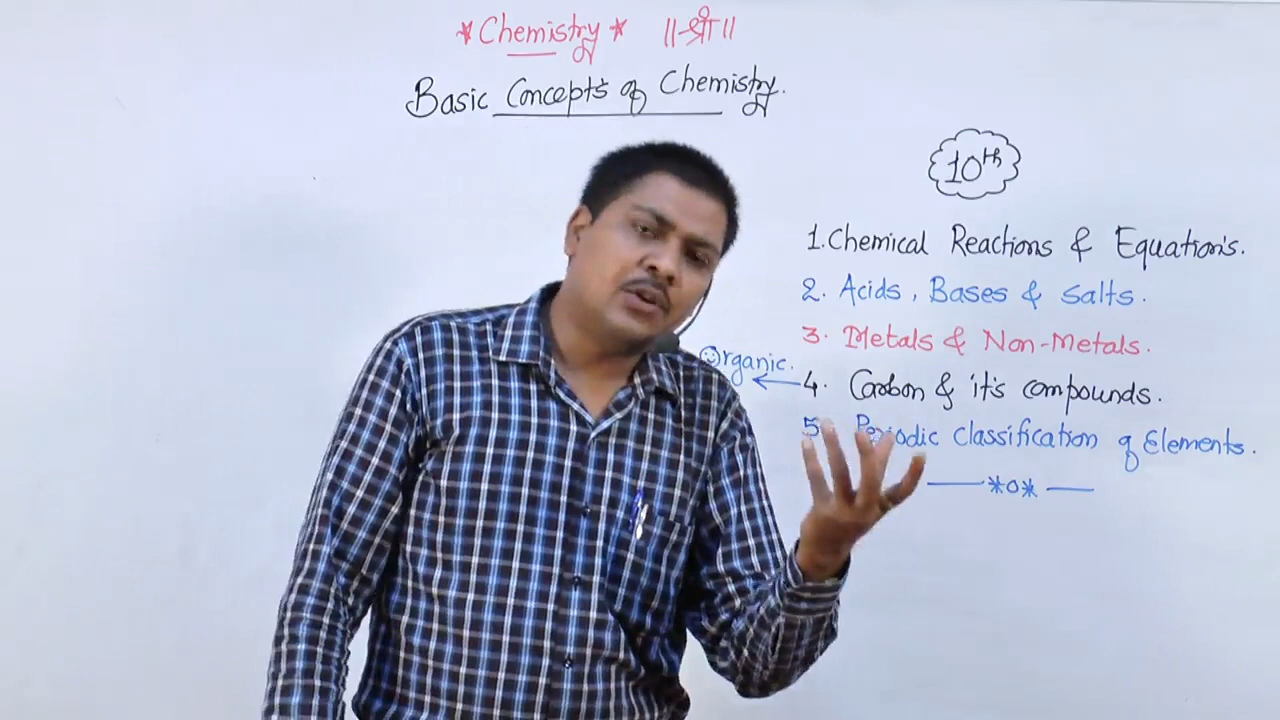 * Chemistry * ॥श्री॥
Basic Concepts of Chemistry.
10th
1. Chemical Reactions & Equations.
2. Acids, Bases & Salts.
3. Metals & Non-Metals.
Organic. ← 4. Carbon & it's compounds.
5. Periodic Classification of Elements.
—— *o* ——